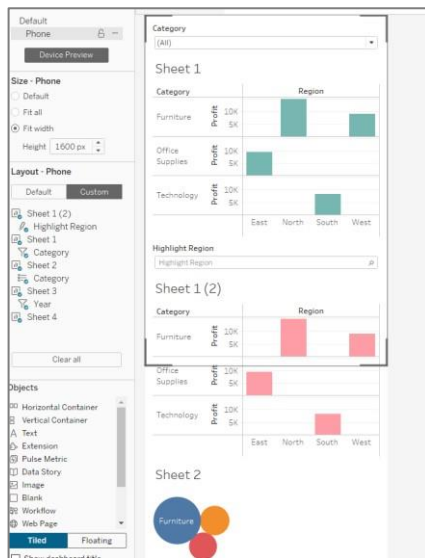 Default
Phone
Device Preview
Size - Phone
Default
Fit all
Fit width
Height 1600 px
Layout - Phone
Default Custom
Sheet 1 (2)
Highlight Region
Sheet 1
Category
Sheet 2
Category
Sheet 3
Year
Sheet 4
Clear all
Objects
Horizontal Container
Vertical Container
A Text
Extension
Pulse Metric
Data Story
Image
Blank
Workflow
Web Page
Tiled Floating
Show dashboard title
Category
(All)
Sheet 1
Category Region
Furniture Profit 10K
5K
Office Supplies Profit 10K
5K
Technology Profit 10K
5K
East North South West
Highlight Region
Highlight Region
Sheet 1 (2)
Category Region
Furniture Profit 10K
5K
Office Supplies Profit 10K
5K
Technology Profit 10K
5K
East North South West
Sheet 2
Furniture